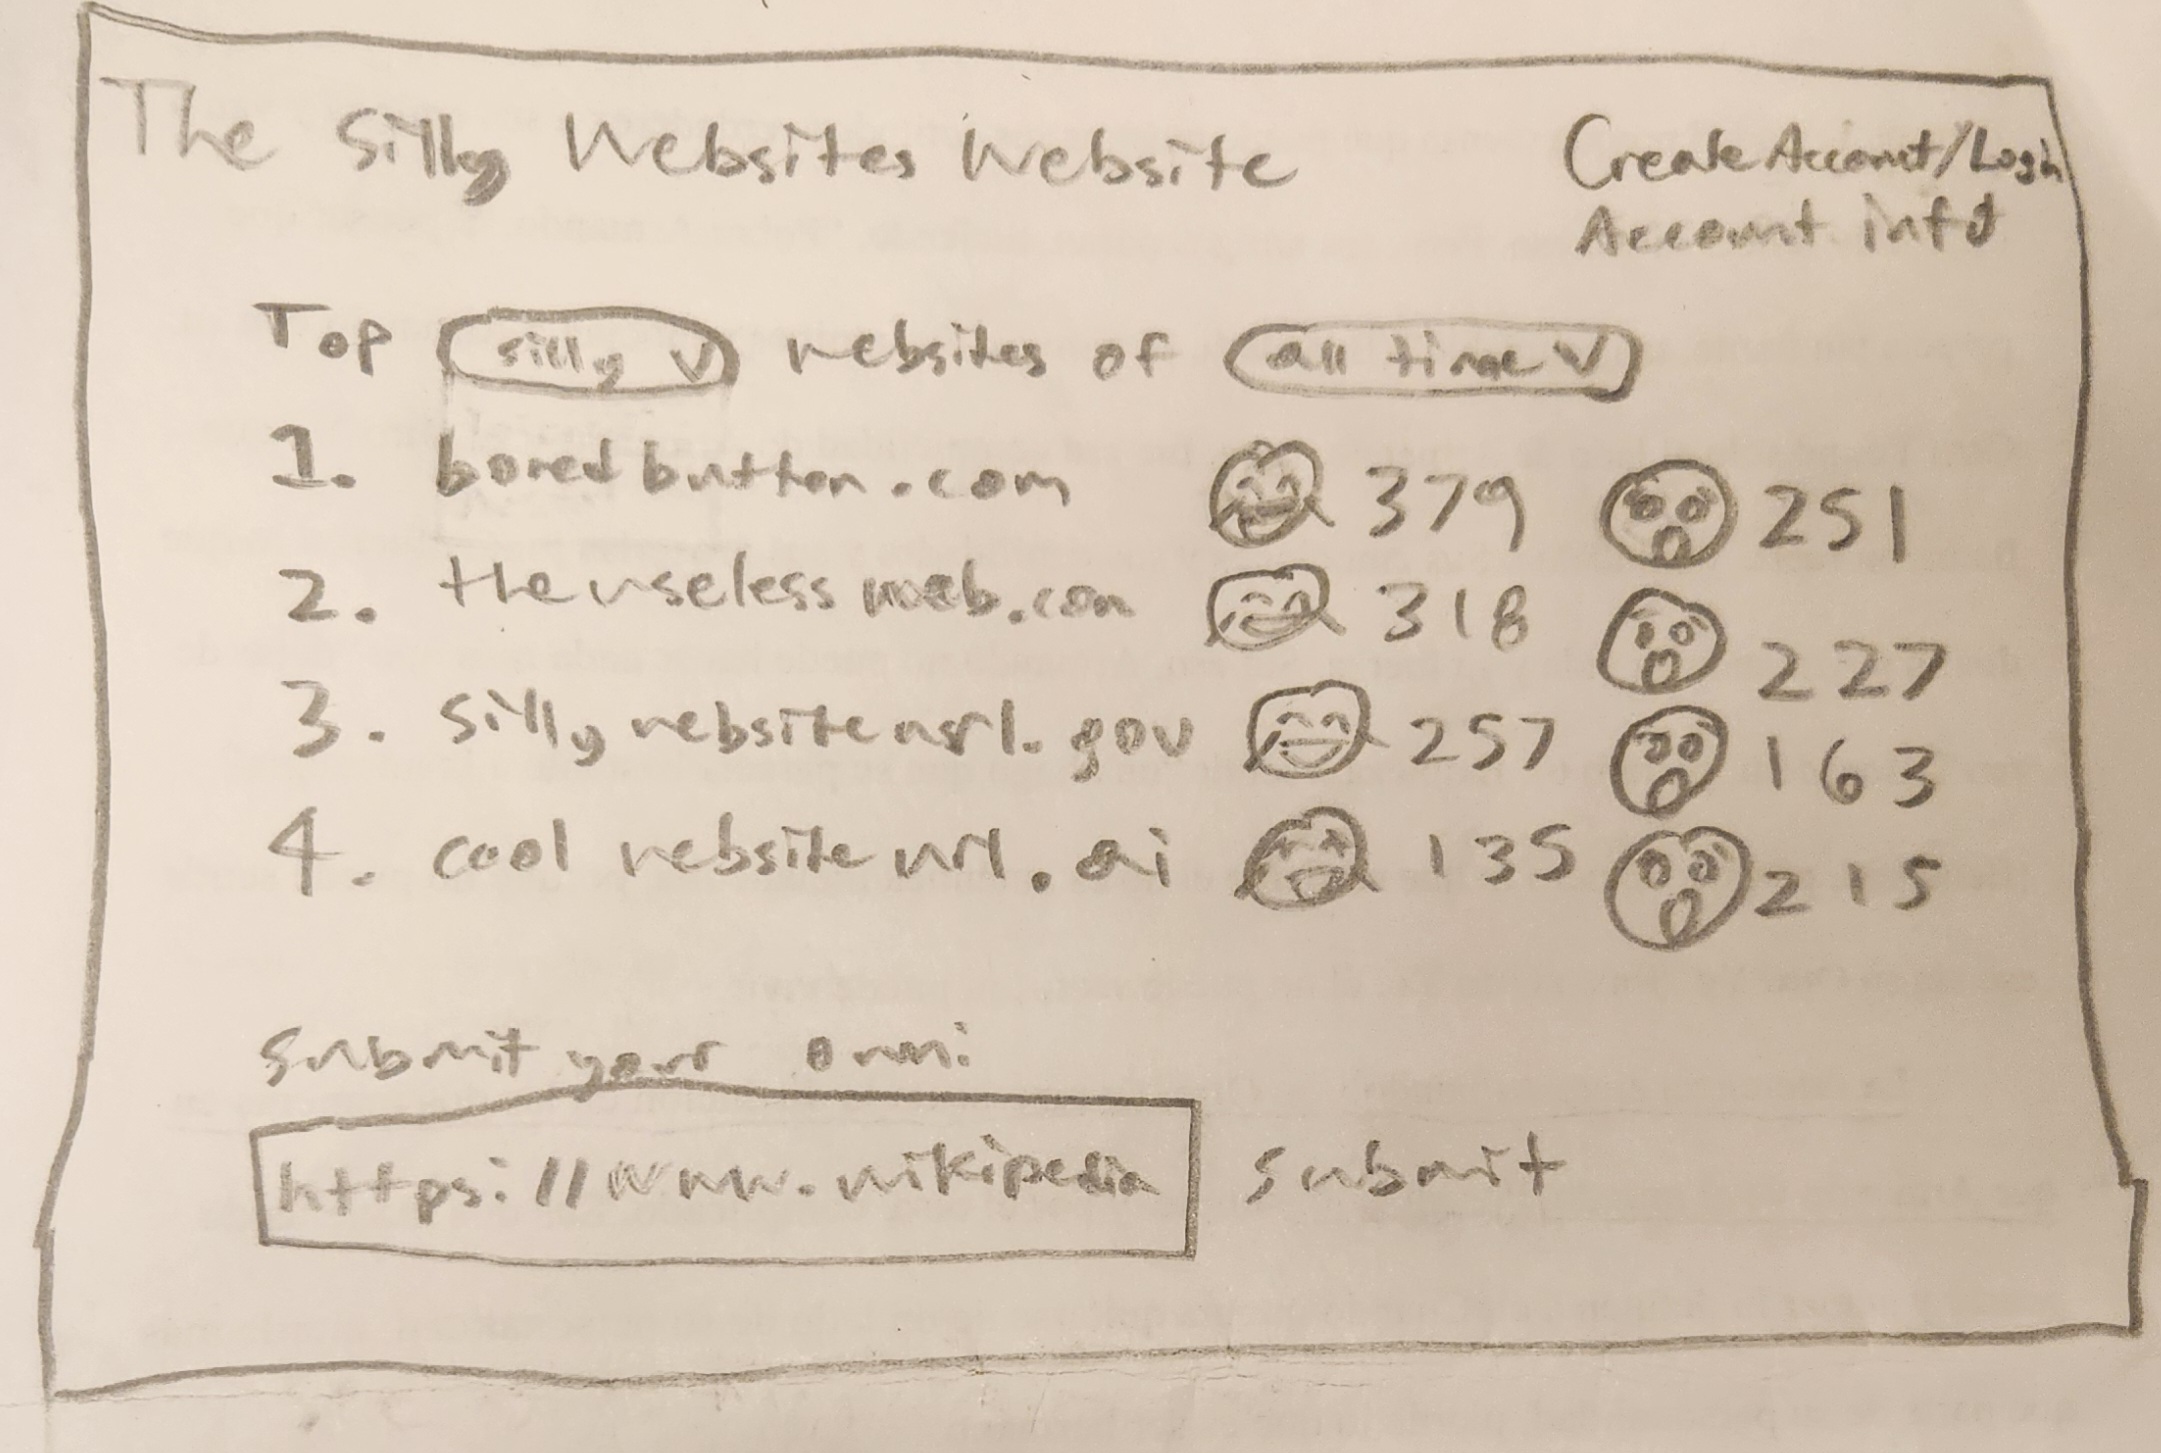 The Silly Websites Website
Create Account/Login
Account info
Top silly v websites of all time v
1. boredbutton.com 379 251
2. theuselessweb.com 318 227
3. sillywebsiteurl.gov 257 163
4. coolwebsiteurl.ai 135 215
Submit your own:
https://www.wikipedia submit